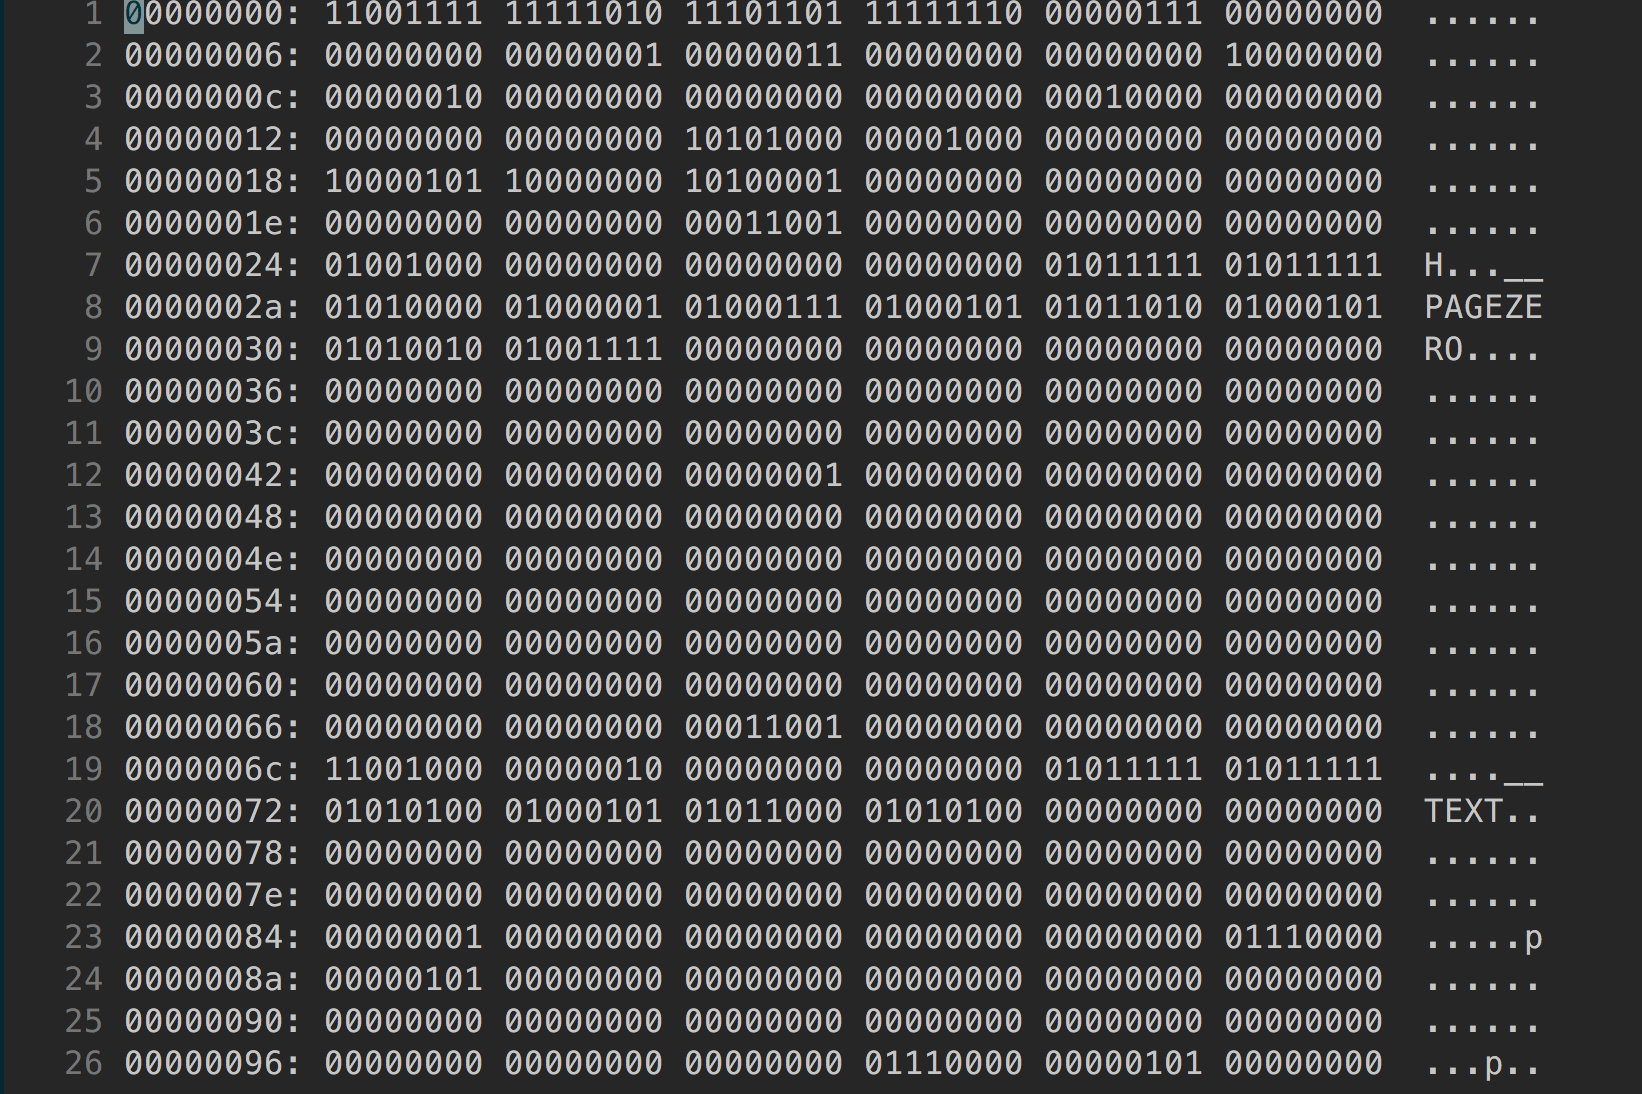 1 00000000: 11001111 11111010 11101101 11111110 00000111 00000000 ......
2 00000006: 00000000 00000001 00000011 00000000 00000000 10000000 ......
3 0000000c: 00000010 00000000 00000000 00000000 00010000 00000000 ......
4 00000012: 00000000 00000000 10101000 00001000 00000000 00000000 ......
5 00000018: 10000101 10000000 10100001 00000000 00000000 00000000 ......
6 0000001e: 00000000 00000000 00011001 00000000 00000000 00000000 ......
7 00000024: 01001000 00000000 00000000 00000000 01011111 01011111 H...__
8 0000002a: 01010000 01000001 01000111 01000101 01011010 01000101 PAGEZE
9 00000030: 01010010 01001111 00000000 00000000 00000000 00000000 RO....
10 00000036: 00000000 00000000 00000000 00000000 00000000 00000000 ......
11 0000003c: 00000000 00000000 00000000 00000000 00000000 00000000 ......
12 00000042: 00000000 00000000 00000001 00000000 00000000 00000000 ......
13 00000048: 00000000 00000000 00000000 00000000 00000000 00000000 ......
14 0000004e: 00000000 00000000 00000000 00000000 00000000 00000000 ......
15 00000054: 00000000 00000000 00000000 00000000 00000000 00000000 ......
16 0000005a: 00000000 00000000 00000000 00000000 00000000 00000000 ......
17 00000060: 00000000 00000000 00000000 00000000 00000000 00000000 ......
18 00000066: 00000000 00000000 00011001 00000000 00000000 00000000 ......
19 0000006c: 11001000 00000010 00000000 00000000 01011111 01011111 ....__
20 00000072: 01010100 01000101 01011000 01010100 00000000 00000000 TEXT..
21 00000078: 00000000 00000000 00000000 00000000 00000000 00000000 ......
22 0000007e: 00000000 00000000 00000000 00000000 00000000 00000000 ......
23 00000084: 00000001 00000000 00000000 00000000 00000000 01110000 .....p
24 0000008a: 00000101 00000000 00000000 00000000 00000000 00000000 ......
25 00000090: 00000000 00000000 00000000 00000000 00000000 00000000 ......
26 00000096: 00000000 00000000 00000000 01110000 00000101 00000000 ...p..